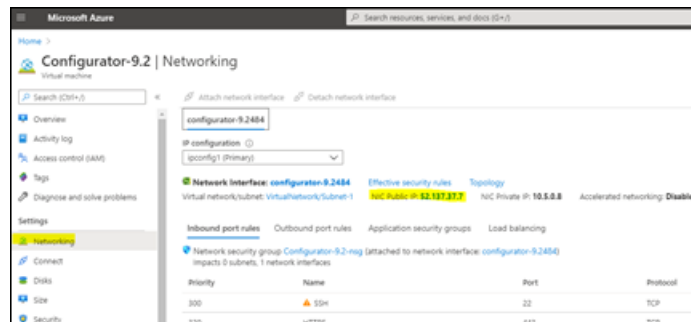 Microsoft Azure
Search resources, services, and docs (G+/)
Home >
Configurator-9.2 | Networking
Virtual machine
Search (Ctrl+/)
Attach network interface Detach network interface
Overview
Activity log
Access control (IAM)
Tags
Diagnose and solve problems
Settings
Networking
Connect
Disks
Size
Security
configurator-9.2484
IP configuration
ipconfig1 (Primary)
Network Interface: configurator-9.2484 Effective security rules Topology
Virtual network/subnet: VirtualNetwork/Subnet-1 NIC Public IP: 52.137.37.7 NIC Private IP: 10.5.0.8 Accelerated networking: Disable
Inbound port rules Outbound port rules Application security groups Load balancing
Network security group Configurator-9.2-nsg (attached to network interface: configurator-9.2484)
Impacts 0 subnets, 1 network interfaces
Priority Name Port Protocol
300 SSH 22 TCP
HTTPS 443 TCP